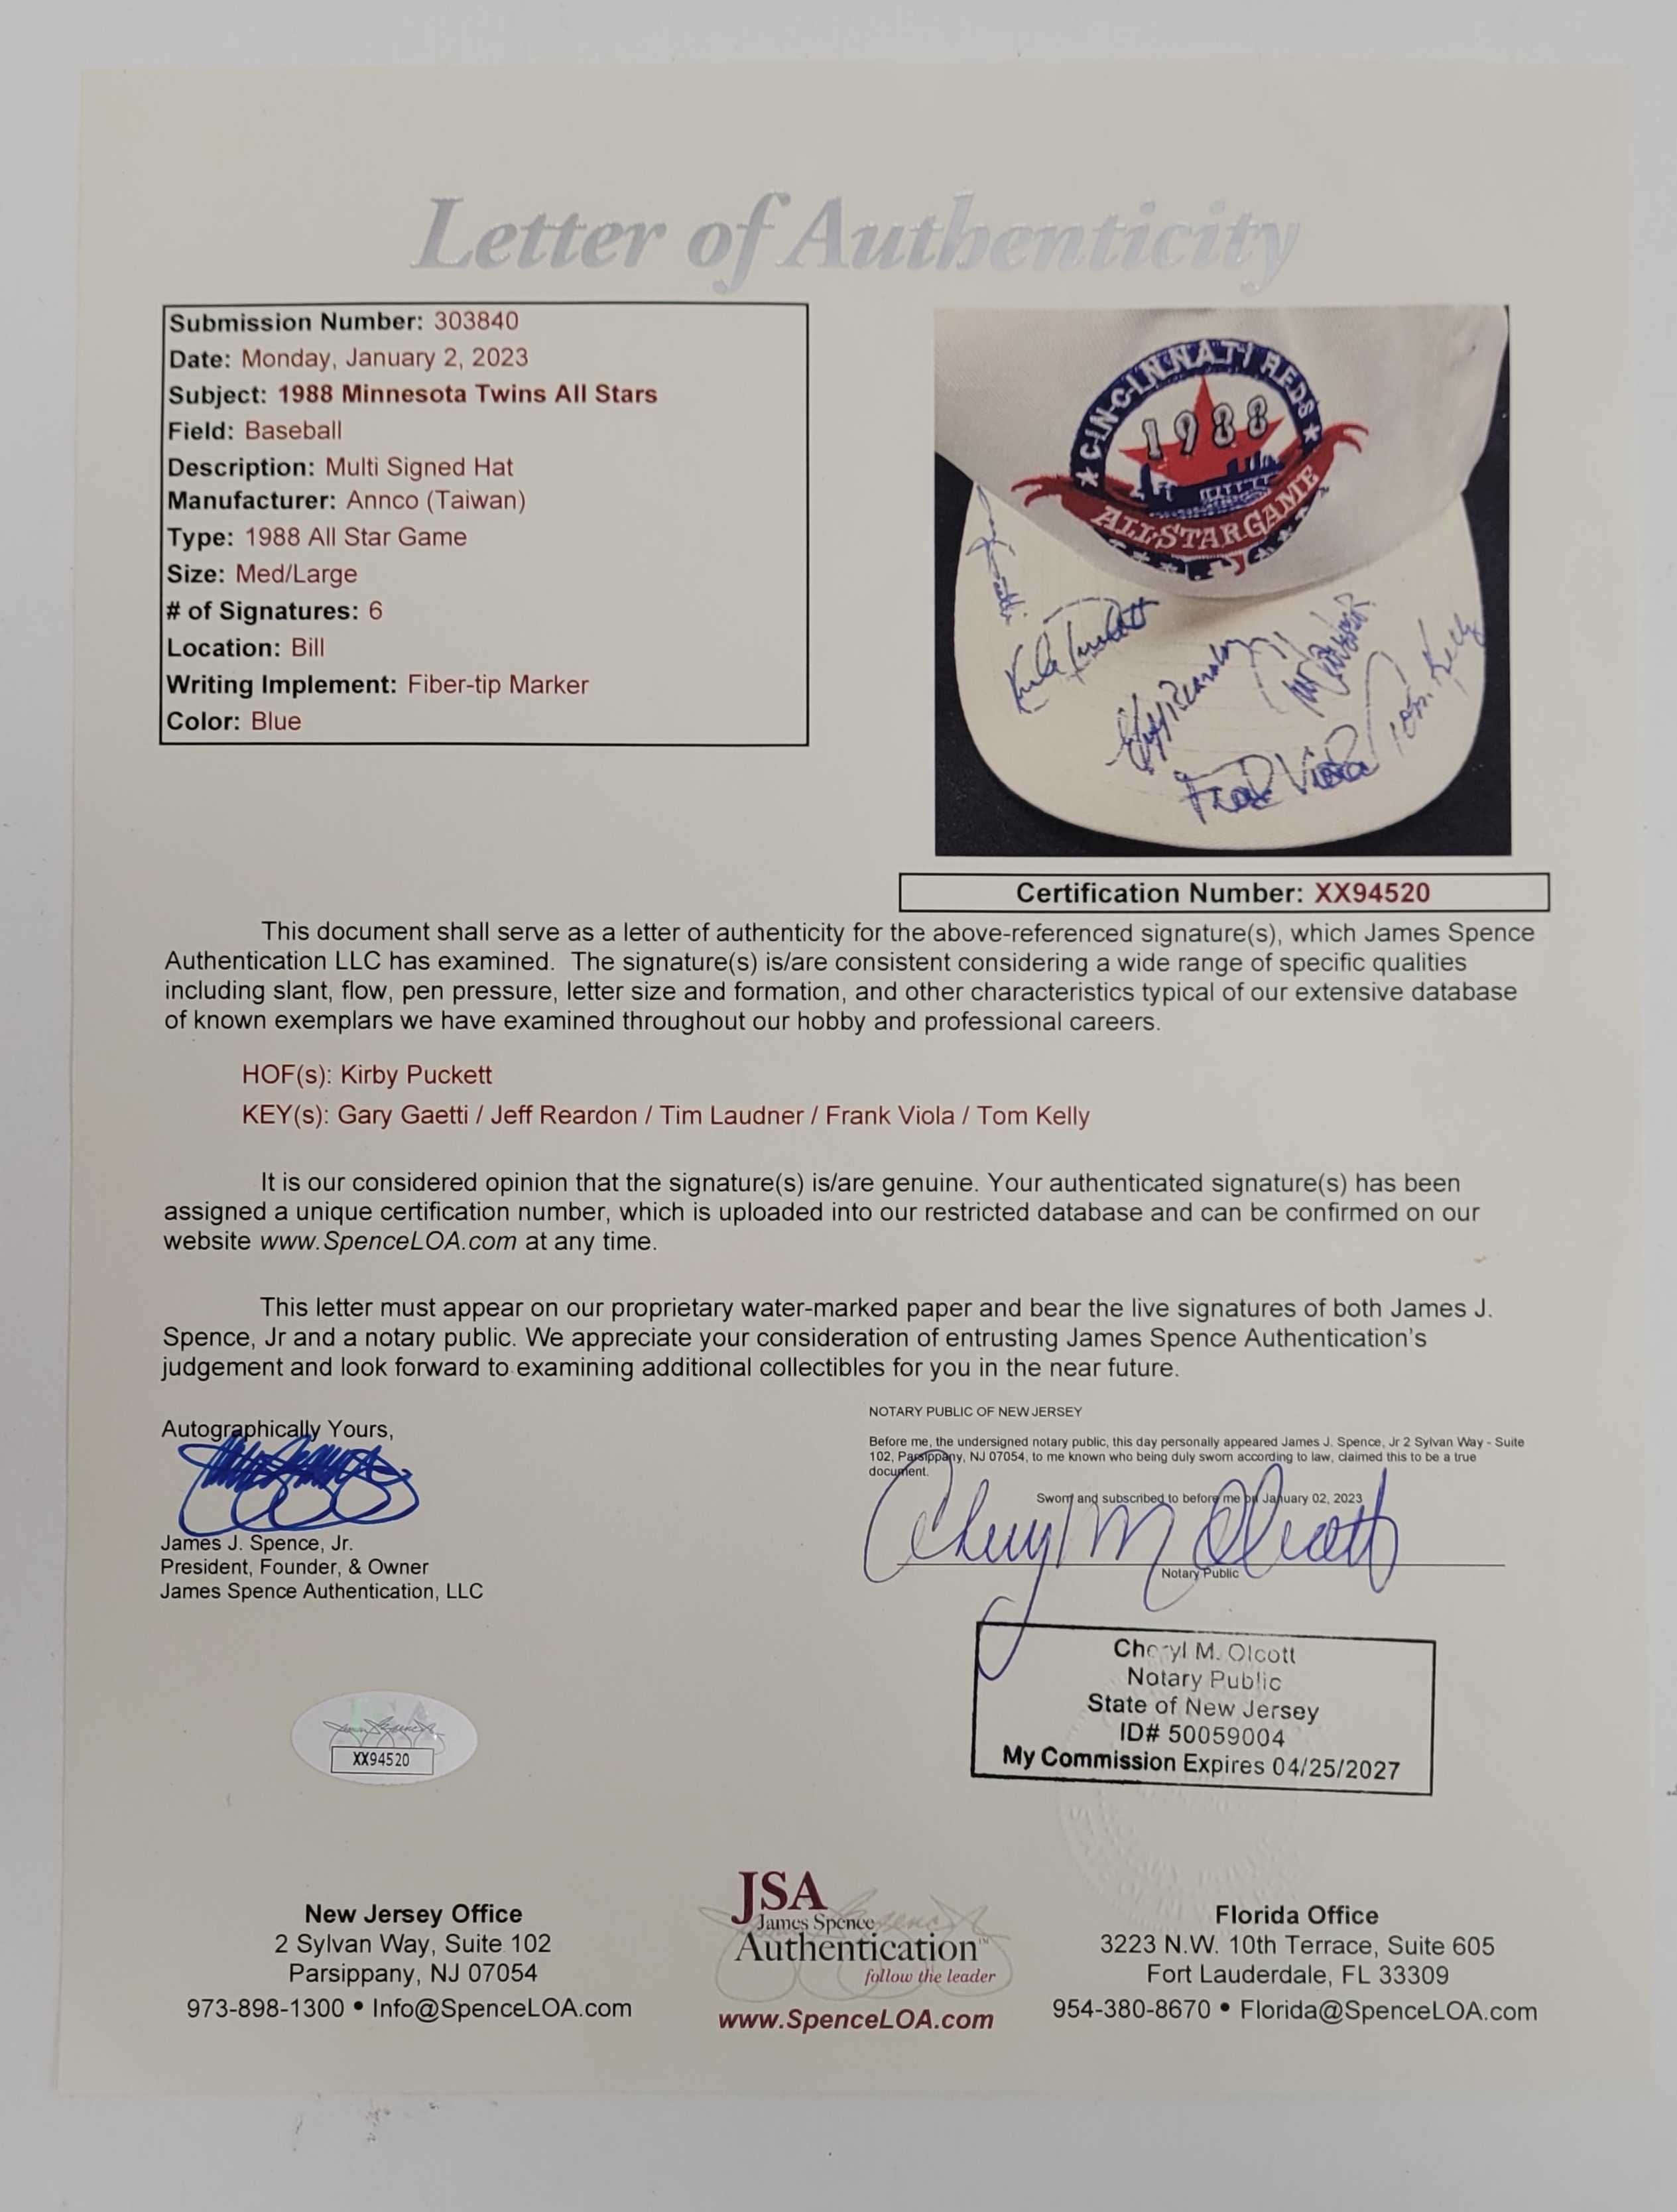 Letter of Authenticity
Submission Number: 303840
Date: Monday, January 2, 2023
Subject: 1988 Minnesota Twins All Stars
Field: Baseball
Description: Multi Signed Hat
Manufacturer: Annco (Taiwan)
Type: 1988 All Star Game
Size: Med/Large
# of Signatures: 6
Location: Bill
Writing Implement: Fiber-tip Marker
Color: Blue
CINCINNATI REDS
1988
ALL STAR GAME
Frank Viola
Tom Kelly
Certification Number: XX94520
This document shall serve as a letter of authenticity for the above-referenced signature(s), which James Spence
Authentication LLC has examined. The signature(s) is/are consistent considering a wide range of specific qualities
including slant, flow, pen pressure, letter size and formation, and other characteristics typical of our extensive database
of known exemplars we have examined throughout our hobby and professional careers.
HOF(s): Kirby Puckett
KEY(s): Gary Gaetti / Jeff Reardon / Tim Laudner / Frank Viola / Tom Kelly
It is our considered opinion that the signature(s) is/are genuine. Your authenticated signature(s) has been
assigned a unique certification number, which is uploaded into our restricted database and can be confirmed on our
website www.SpenceLOA.com at any time.
This letter must appear on our proprietary water-marked paper and bear the live signatures of both James J.
Spence, Jr and a notary public. We appreciate your consideration of entrusting James Spence Authentication's
judgement and look forward to examining additional collectibles for you in the near future.
Autographically Yours,
James J. Spence, Jr.
President, Founder, & Owner
James Spence Authentication, LLC
NOTARY PUBLIC OF NEW JERSEY
Before me, the undersigned notary public, this day personally appeared James J. Spence, Jr 2 Sylvan Way - Suite
102, Parsippany, NJ 07054, to me known who being duly sworn according to law, claimed this to be a true
document.
Sworn and subscribed to before me on January 02, 2023
Cheryl M Olcott
Notary Public
Cheryl M. Olcott
Notary Public
State of New Jersey
ID# 50059004
My Commission Expires 04/25/2027
JSA
XX94520
New Jersey Office
2 Sylvan Way, Suite 102
Parsippany, NJ 07054
973-898-1300 • Info@SpenceLOA.com
JSA
James Spence
Authentication™
follow the leader
www.SpenceLOA.com
Florida Office
3223 N.W. 10th Terrace, Suite 605
Fort Lauderdale, FL 33309
954-380-8670 • Florida@SpenceLOA.com